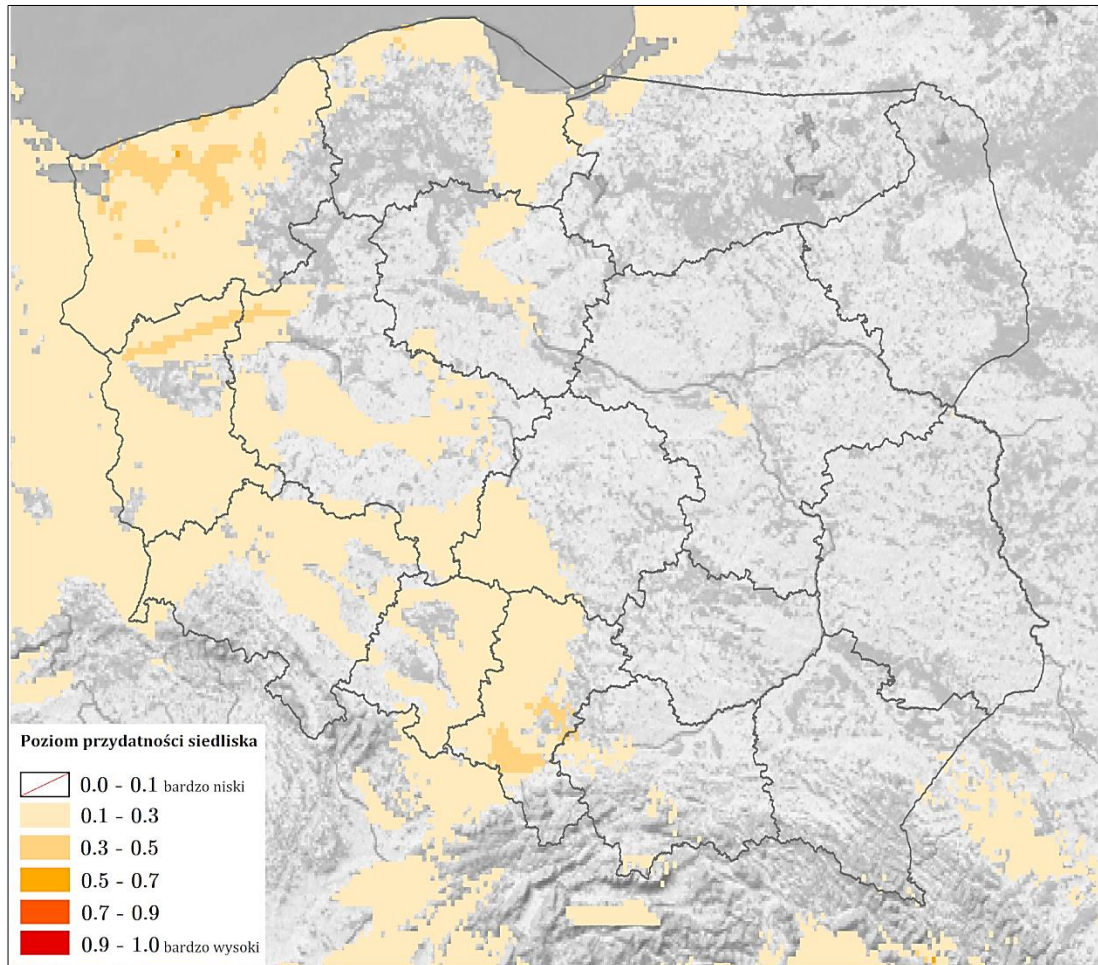 Poziom przydatności siedliska
0.0 - 0.1 bardzo niski
0.1 - 0.3
0.3 - 0.5
0.5 - 0.7
0.7 - 0.9
0.9 - 1.0 bardzo wysoki